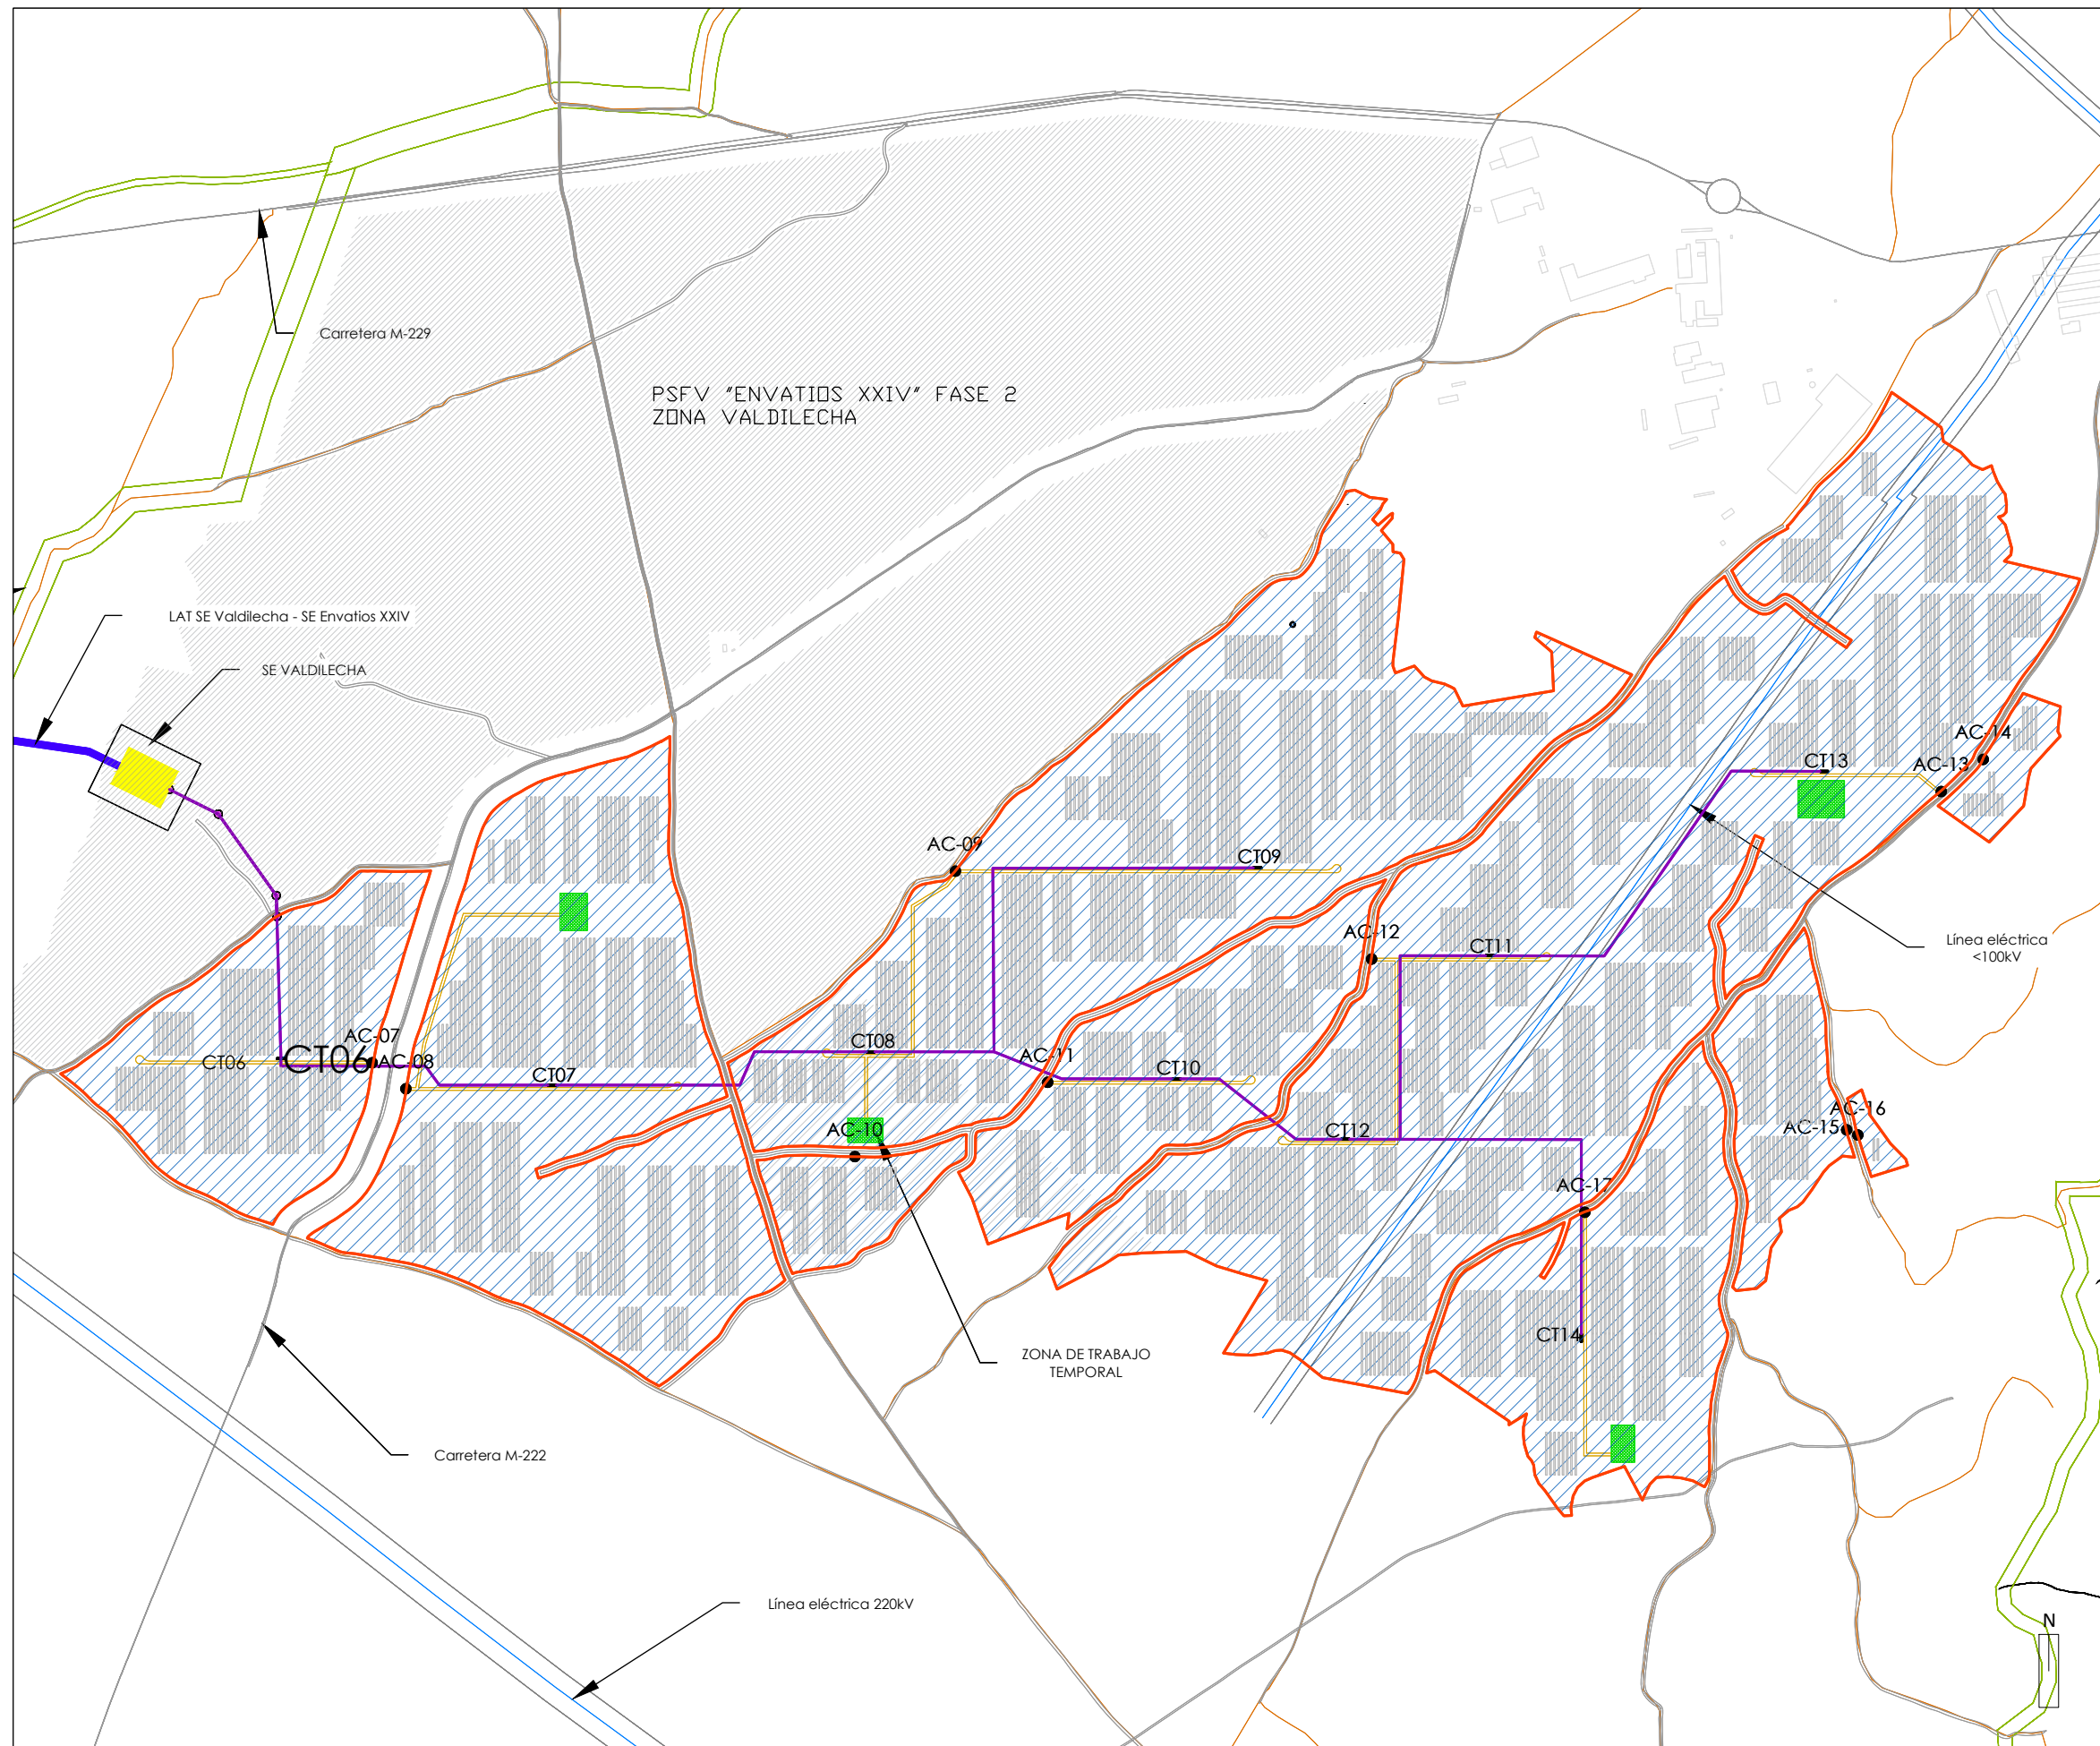 Carretera M-229
PSFV "ENVATIOS XXIV" FASE 2
ZONA VALDILECHA
LAT SE Valdilecha - SE Envatios XXIV
SE VALDILECHA
AC-14
CT13
AC-13
AC-09
CT09
AC-12
CT11
Línea eléctrica
<100kV
AC-07
CT06
CT06
AC-08
CT08
AC-11
CT07
CT10
AC-10
CT12
AC-16
AC-15
AC-17
CT14
ZONA DE TRABAJO
TEMPORAL
Carretera M-222
Línea eléctrica 220kV
N